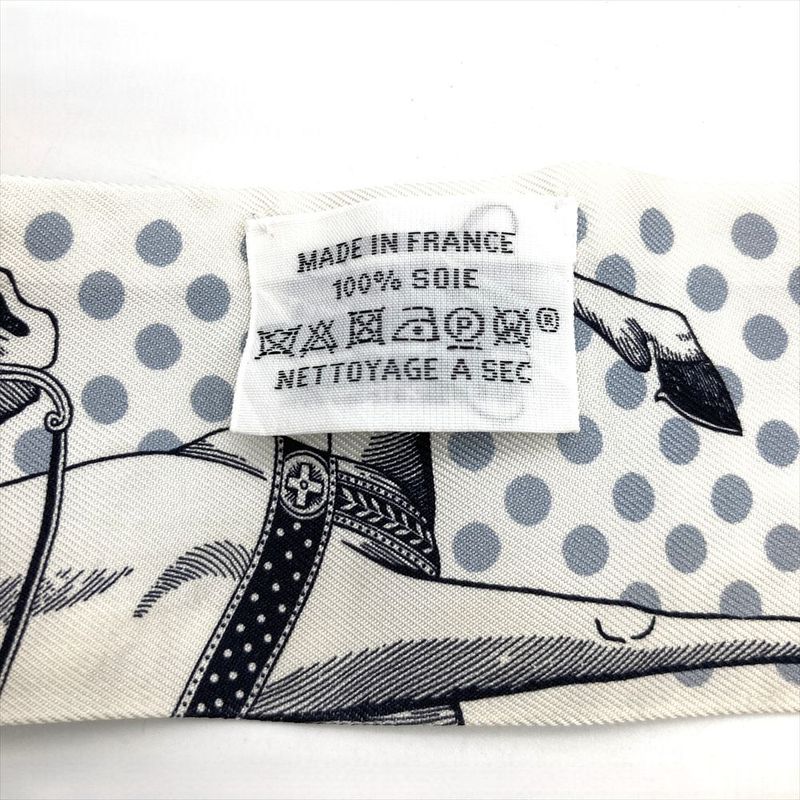 MADE IN FRANCE
100% SOIE
P W ®
NETTOYAGE A SEC